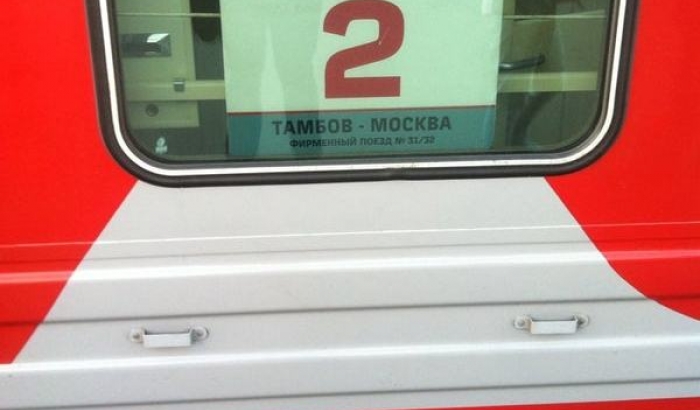 2
ТАМБОВ - МОСКВА
ФИРМЕННЫЙ ПОЕЗД № 31/32